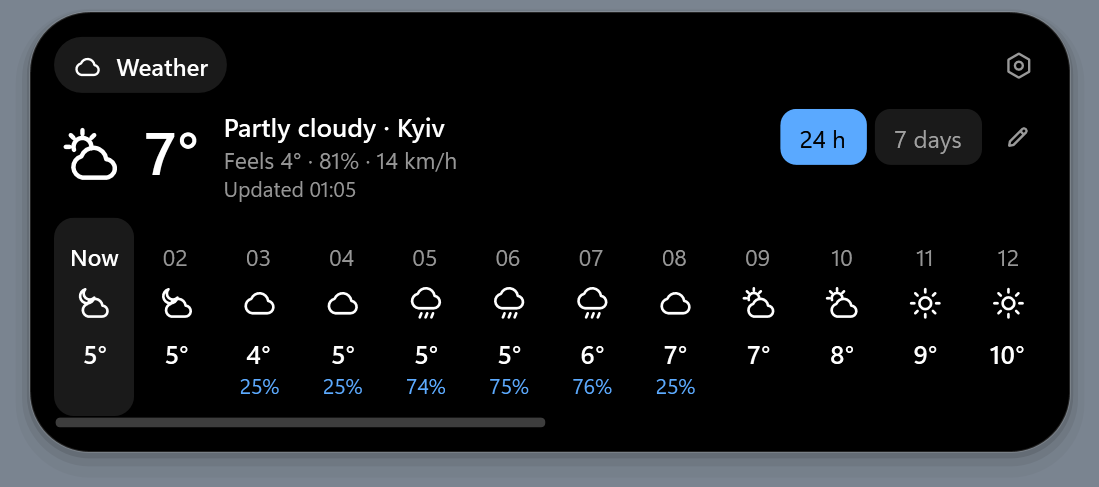 Weather
7°
Partly cloudy · Kyiv
Feels 4° · 81% · 14 km/h
Updated 01:05
24 h
7 days
Now 02 03 04 05 06 07 08 09 10 11 12
5° 5° 4° 5° 5° 5° 6° 7° 7° 8° 9° 10°
25% 25% 74% 75% 76% 25%